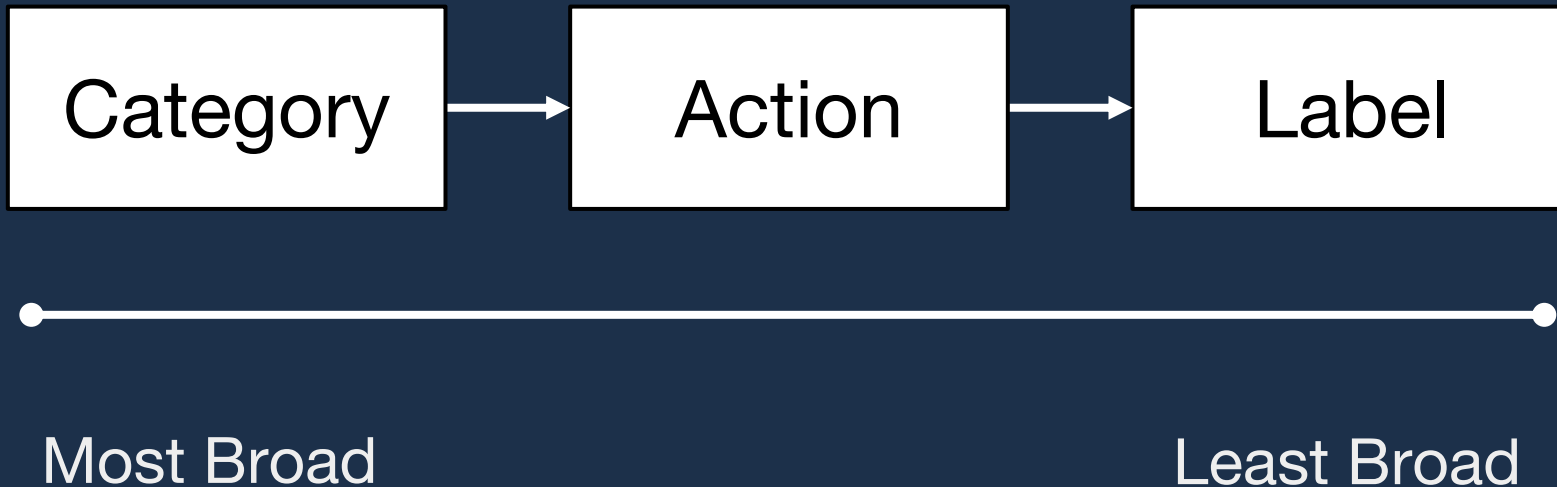 Category
Action
Label
Most Broad
Least Broad